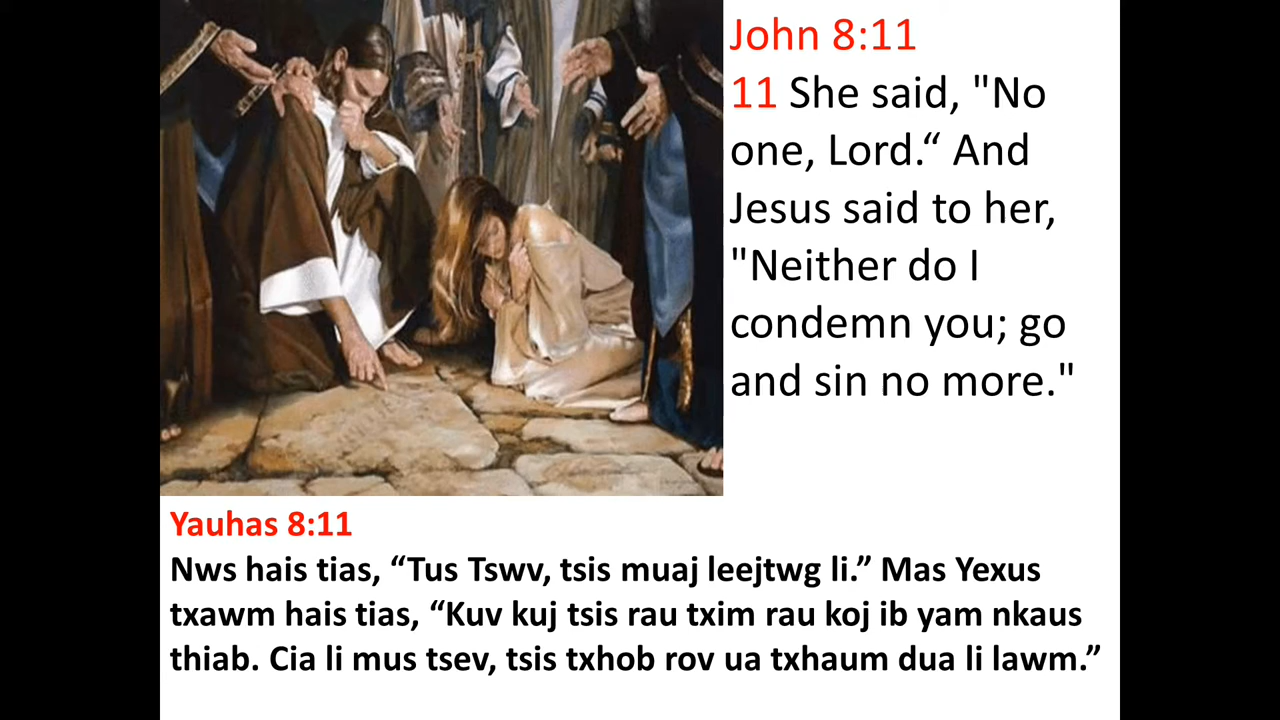 John 8:11
11 She said, "No
one, Lord.“ And
Jesus said to her,
"Neither do I
condemn you; go
and sin no more."
Yauhas 8:11
Nws hais tias, “Tus Tswv, tsis muaj leejtwg li.” Mas Yexus
txawm hais tias, “Kuv kuj tsis rau txim rau koj ib yam nkaus
thiab. Cia li mus tsev, tsis txhob rov ua txhaum dua li lawm.”